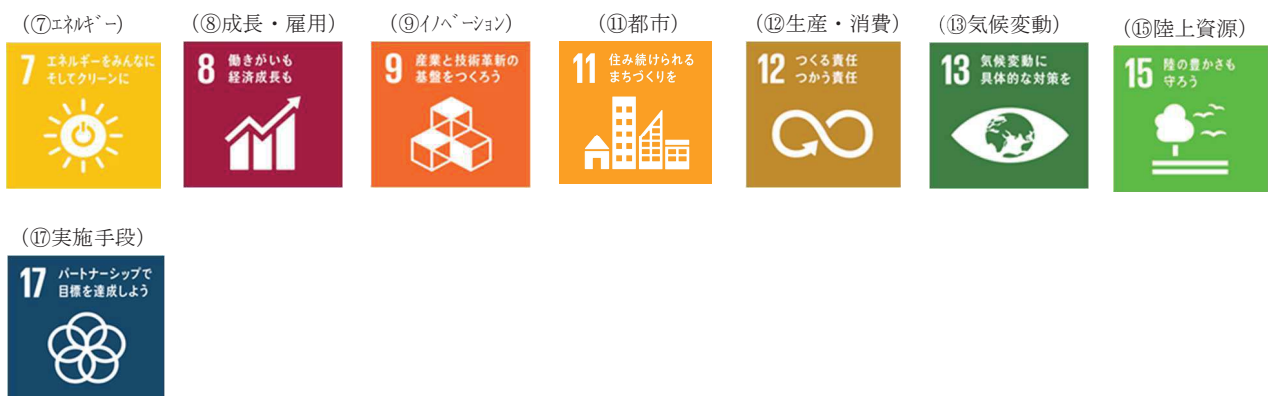 (⑦ｴﾈﾙｷﾞｰ)
(⑧成長・雇用)
(⑨ｲﾉﾍﾞｰｼｮﾝ)
(⑪都市)
(⑫生産・消費)
(⑬気候変動)
(⑮陸上資源)
7 エネルギーをみんなに
そしてクリーンに
8 働きがいも
経済成長も
9 産業と技術革新の
基盤をつくろう
11 住み続けられる
まちづくりを
12 つくる責任
つかう責任
13 気候変動に
具体的な対策を
15 陸の豊かさも
守ろう
(⑰実施手段)
17 パートナーシップで
目標を達成しよう